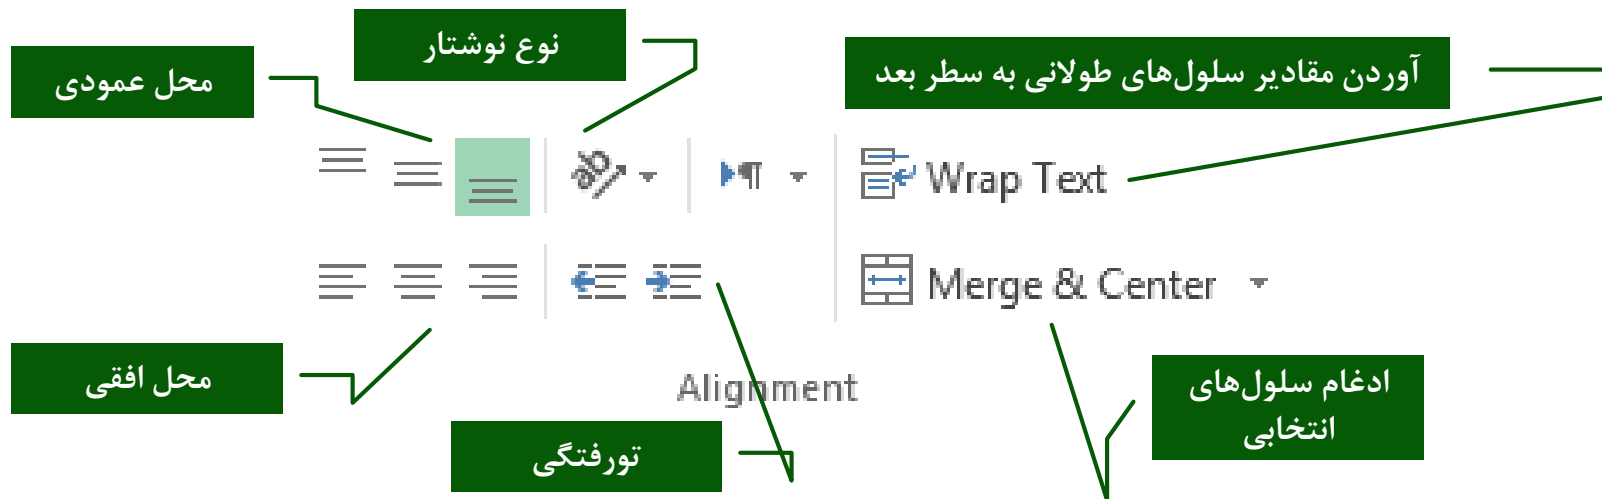 نوع نوشتار
محل عمودی
آوردن مقادیر سلول‌های طولانی به سطر بعد
Wrap Text
Merge & Center
محل افقی
Alignment
ادغام سلول‌های
انتخابی
تورفتگی